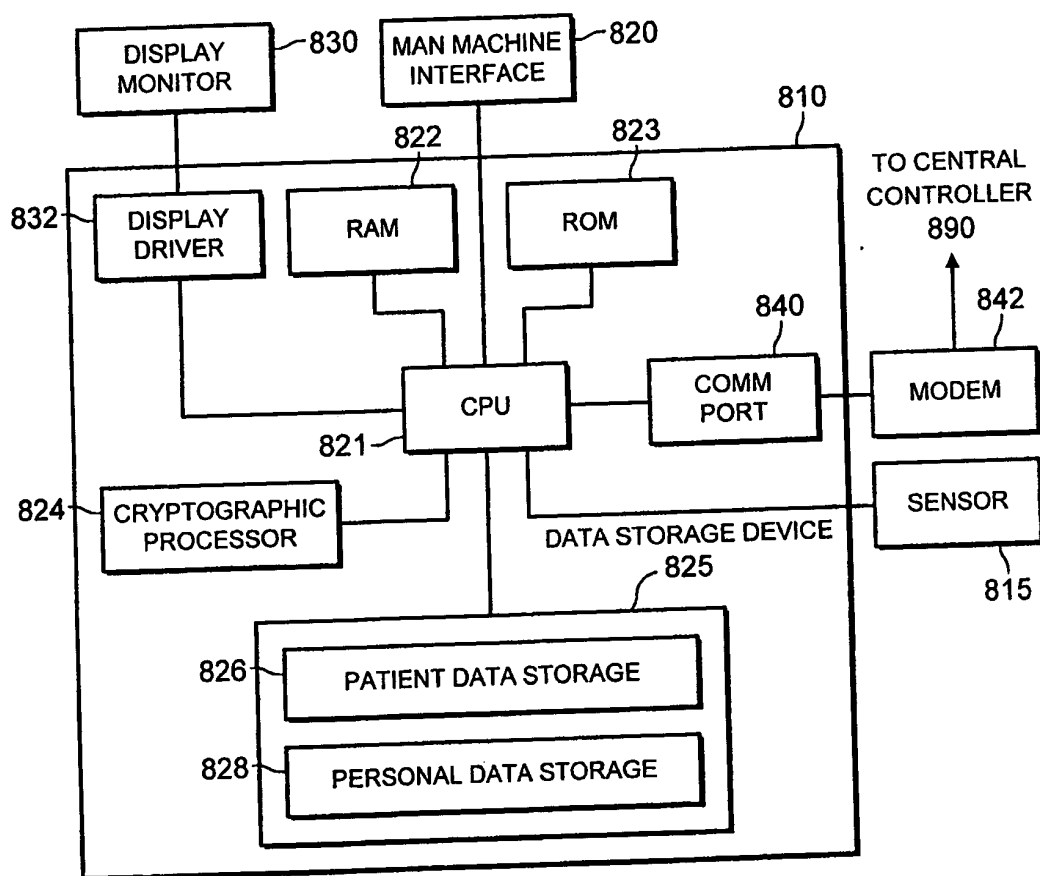 DISPLAY
MONITOR
830
MAN MACHINE
INTERFACE
820
810
822
823
TO CENTRAL
CONTROLLER
890
832
DISPLAY
DRIVER
RAM
ROM
840
842
CPU
821
COMM
PORT
MODEM
824
CRYPTOGRAPHIC
PROCESSOR
SENSOR
815
DATA STORAGE DEVICE
825
826
PATIENT DATA STORAGE
828
PERSONAL DATA STORAGE